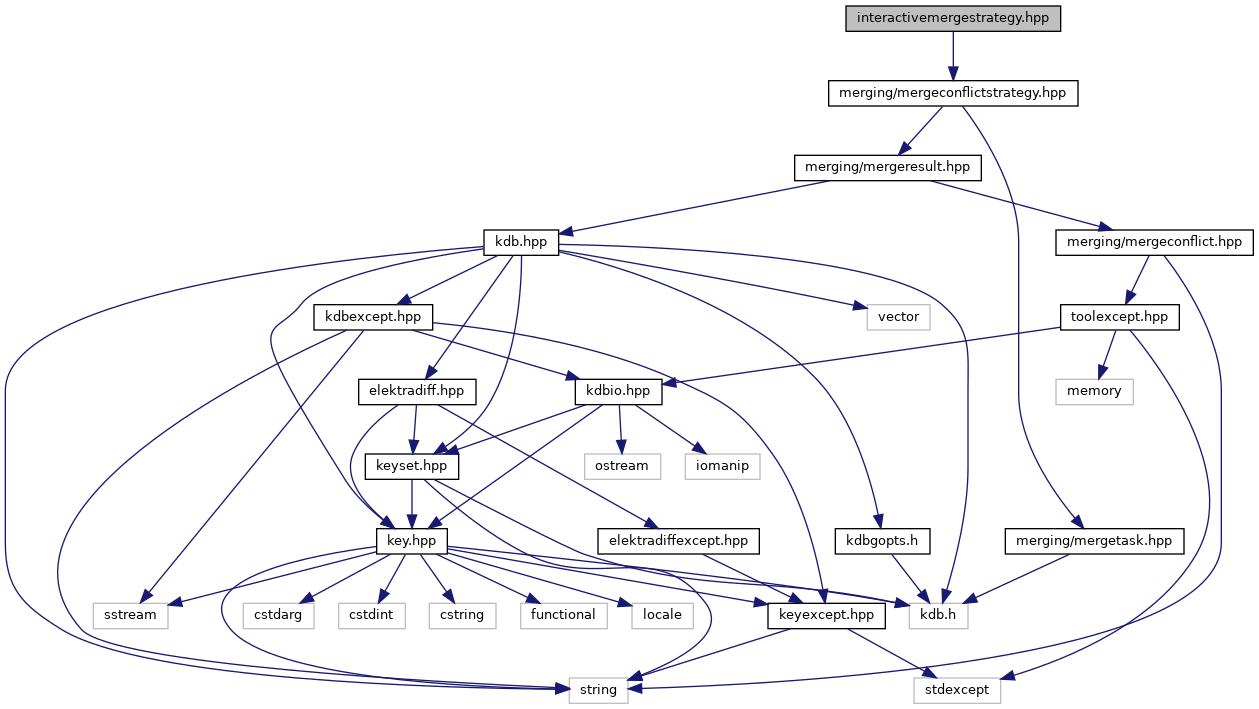 interactivemergestrategy.hpp
merging/mergeconflictstrategy.hpp
merging/mergeresult.hpp
kdb.hpp
merging/mergeconflict.hpp
kdbexcept.hpp
vector
toolexcept.hpp
elektradiff.hpp
kdbio.hpp
memory
keyset.hpp
ostream
iomanip
key.hpp
elektradiffexcept.hpp
kdbgopts.h
merging/mergetask.hpp
sstream
cstdarg
cstdint
cstring
functional
locale
keyexcept.hpp
kdb.h
string
stdexcept